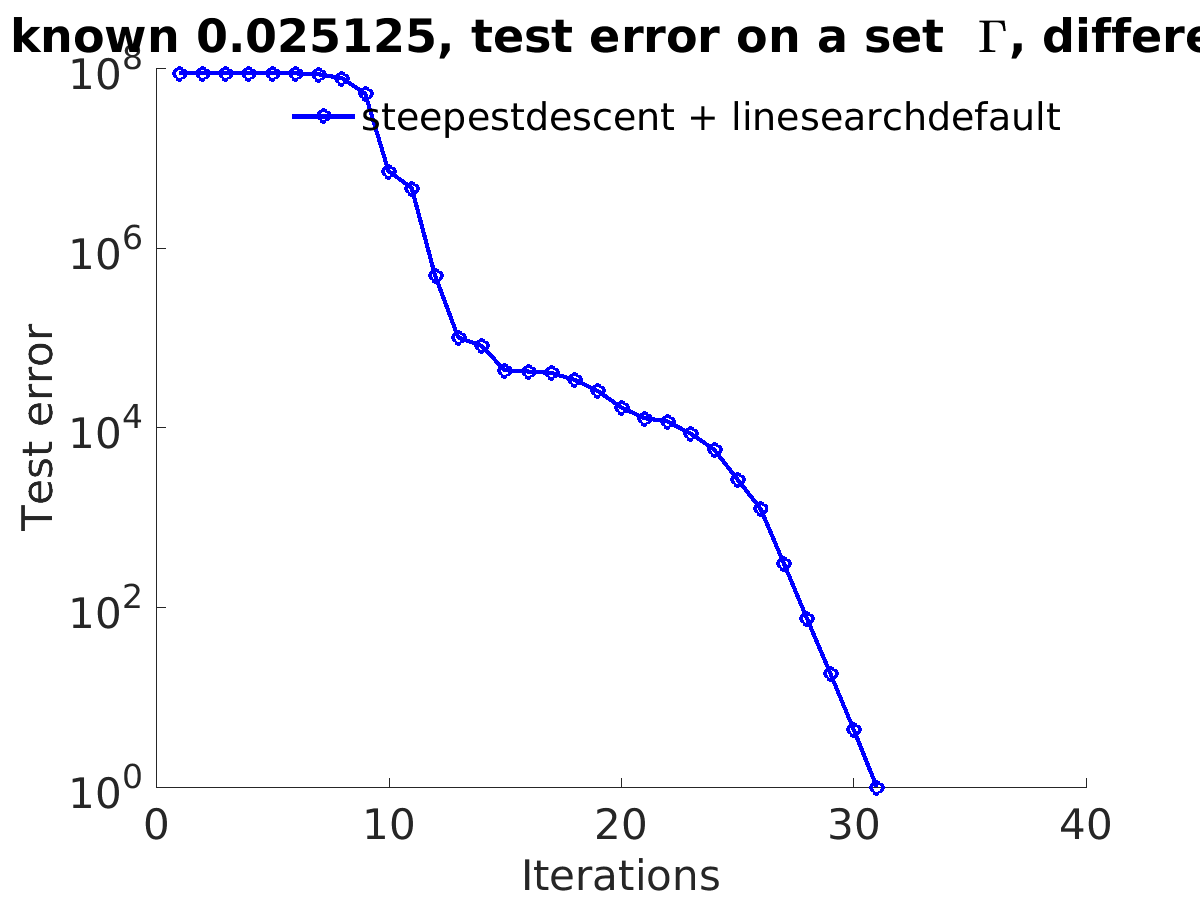 known 0.025125, test error on a set Γ, differe
steepestdescent + linesearchdefault
10^8
10^6
10^4
10^2
10^0
Test error
0 10 20 30 40
Iterations